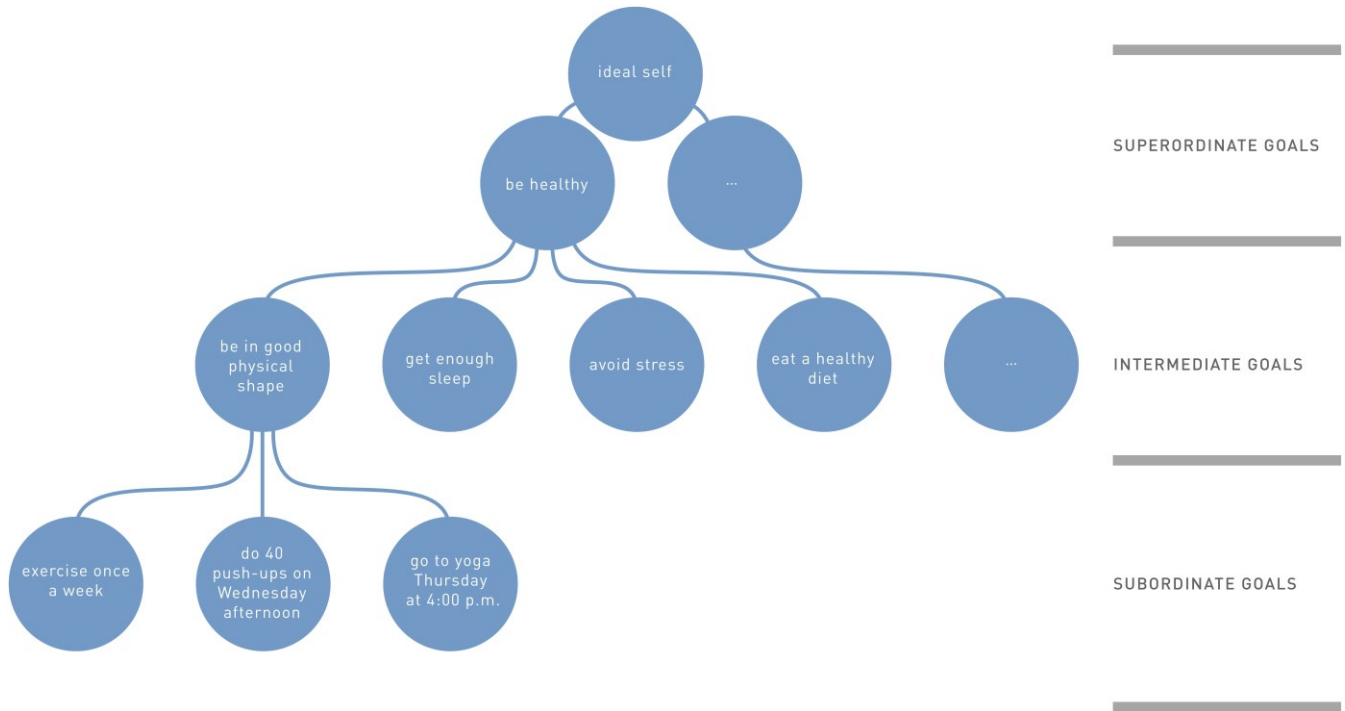 ideal self
SUPERORDINATE GOALS
be healthy
...
be in good
physical
shape
get enough
sleep
avoid stress
eat a healthy
diet
...
INTERMEDIATE GOALS
exercise once
a week
do 40
push-ups on
Wednesday
afternoon
go to yoga
Thursday
at 4:00 p.m.
SUBORDINATE GOALS